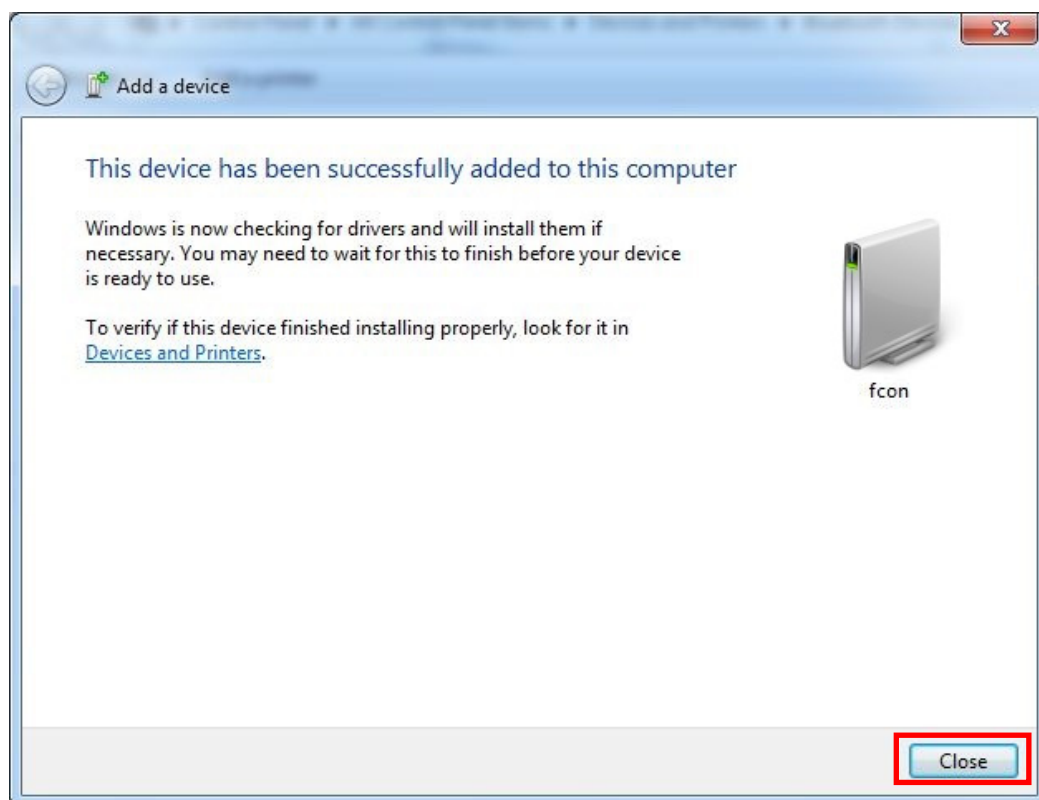 Add a device
This device has been successfully added to this computer
Windows is now checking for drivers and will install them if
necessary. You may need to wait for this to finish before your device
is ready to use.
To verify if this device finished installing properly, look for it in
Devices and Printers.
fcon
Close